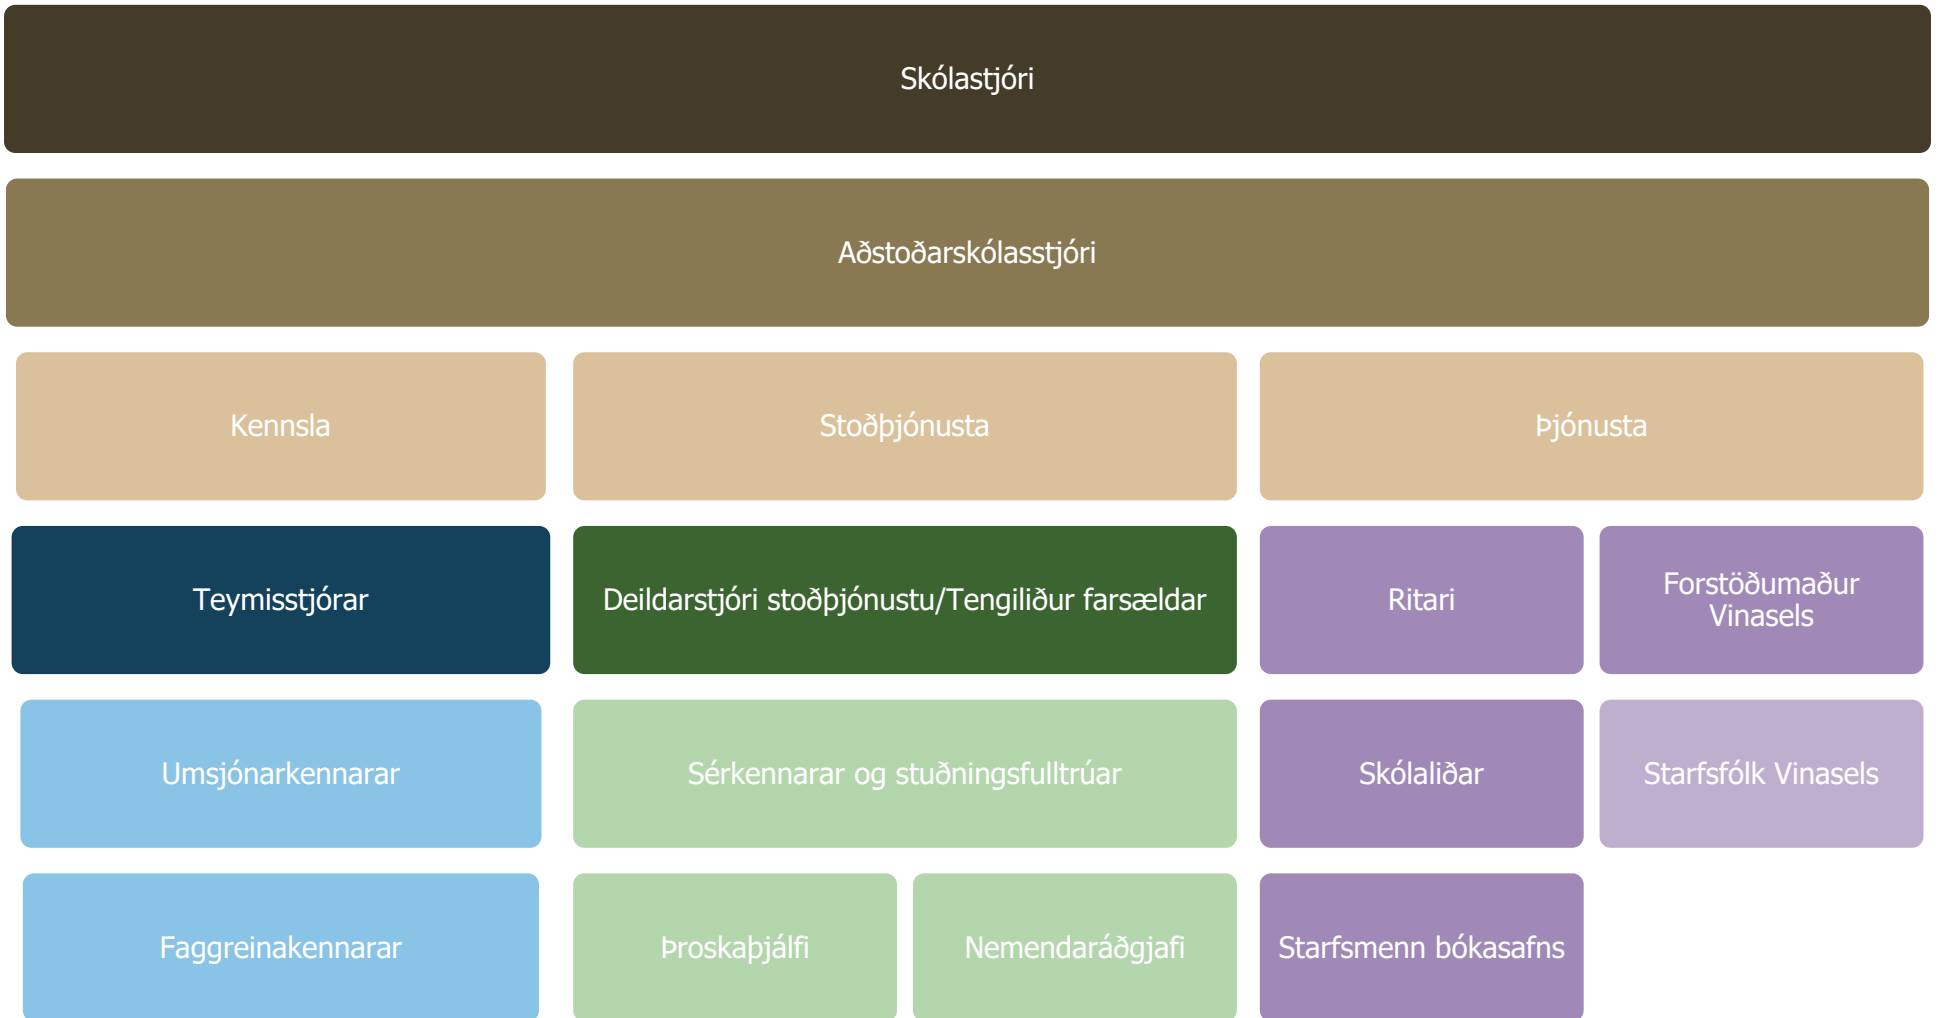 Skólastjóri
Aðstoðarskólasstjóri
Kennsla
Stoðþjónusta
Þjónusta
Teymisstjórar
Deildarstjóri stoðþjónustu/Tengiliður farsældar
Ritari
Forstöðumaður
Vinasels
Umsjónarkennarar
Sérkennarar og stuðningsfulltrúar
Skólaliðar
Starfsfólk Vinasels
Faggreinakennarar
Þroskaþjálfi
Nemendaráðgjafi
Starfsmenn bókasafns